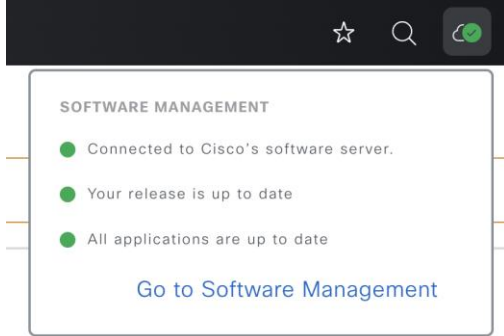 SOFTWARE MANAGEMENT
Connected to Cisco's software server.
Your release is up to date
All applications are up to date
Go to Software Management